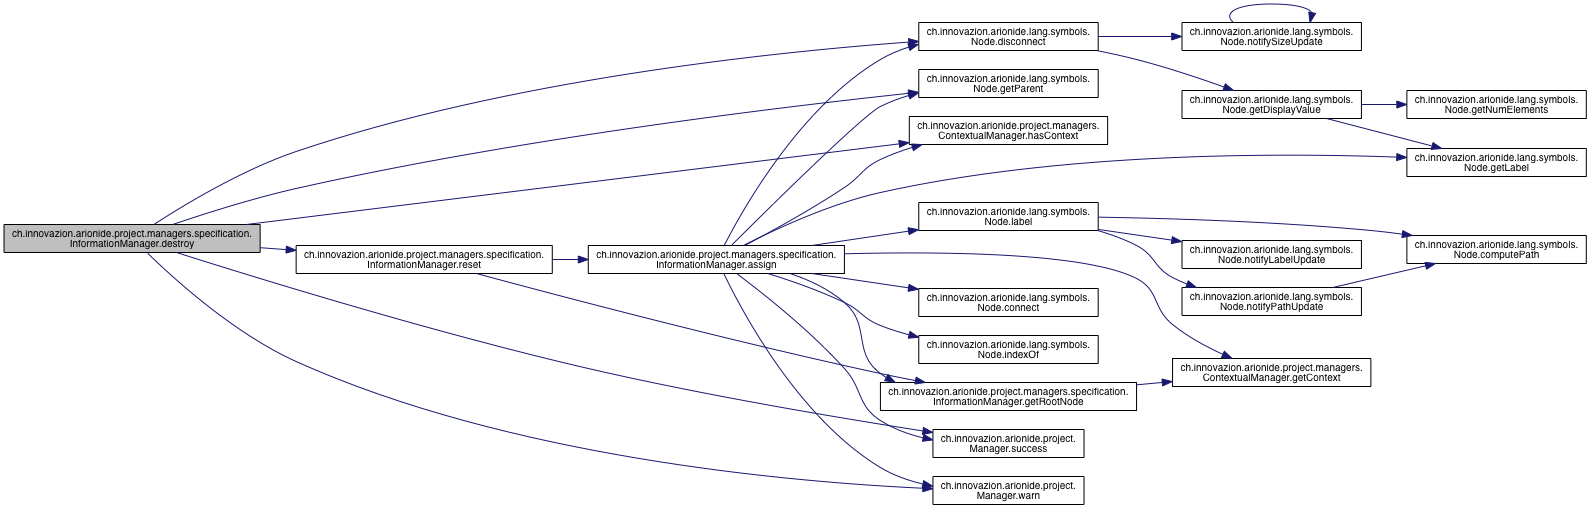 ch.innovazion.arionide.project.managers.specification.
InformationManager.destroy
ch.innovazion.arionide.project.managers.specification.
InformationManager.reset
ch.innovazion.arionide.project.managers.specification.
InformationManager.assign
ch.innovazion.arionide.lang.symbols.
Node.disconnect
ch.innovazion.arionide.lang.symbols.
Node.getParent
ch.innovazion.arionide.project.managers.
ContextualManager.hasContext
ch.innovazion.arionide.lang.symbols.
Node.label
ch.innovazion.arionide.lang.symbols.
Node.connect
ch.innovazion.arionide.lang.symbols.
Node.indexOf
ch.innovazion.arionide.project.managers.specification.
InformationManager.getRootNode
ch.innovazion.arionide.project.
Manager.success
ch.innovazion.arionide.project.
Manager.warn
ch.innovazion.arionide.lang.symbols.
Node.notifySizeUpdate
ch.innovazion.arionide.lang.symbols.
Node.getDisplayValue
ch.innovazion.arionide.lang.symbols.
Node.notifyLabelUpdate
ch.innovazion.arionide.lang.symbols.
Node.notifyPathUpdate
ch.innovazion.arionide.project.managers.
ContextualManager.getContext
ch.innovazion.arionide.lang.symbols.
Node.getNumElements
ch.innovazion.arionide.lang.symbols.
Node.getLabel
ch.innovazion.arionide.lang.symbols.
Node.computePath